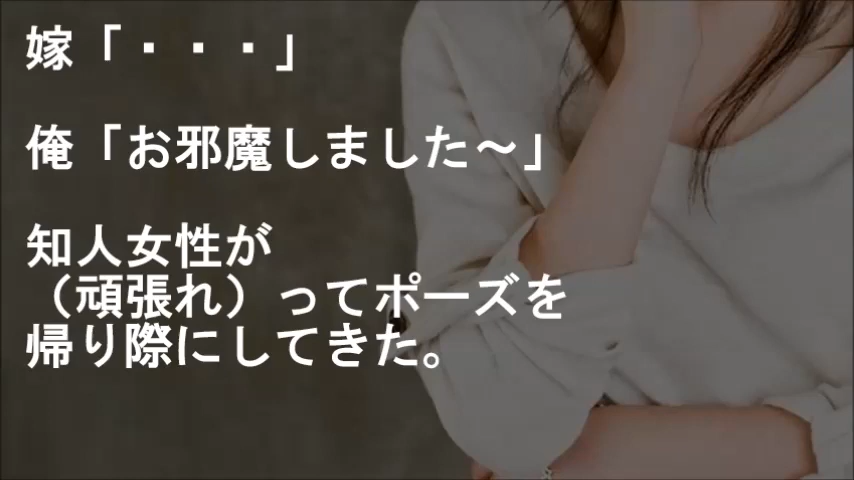 嫁「・・・」
俺「お邪魔しました～」
知人女性が
（頑張れ）ってポーズを
帰り際にしてきた。